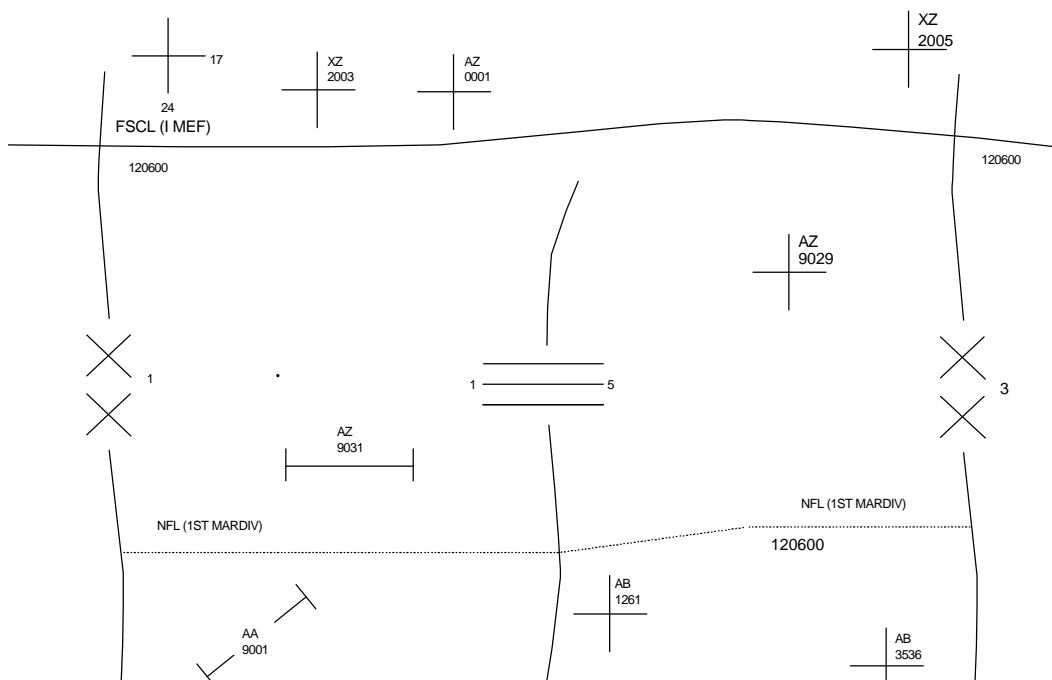 XZ
2005
17
XZ
2003
AZ
0001
24
FSCL (I MEF)
120600
120600
AZ
9029
1
1
5
3
AZ
9031
NFL (1ST MARDIV)
NFL (1ST MARDIV)
120600
AB
1261
AA
9001
AB
3536